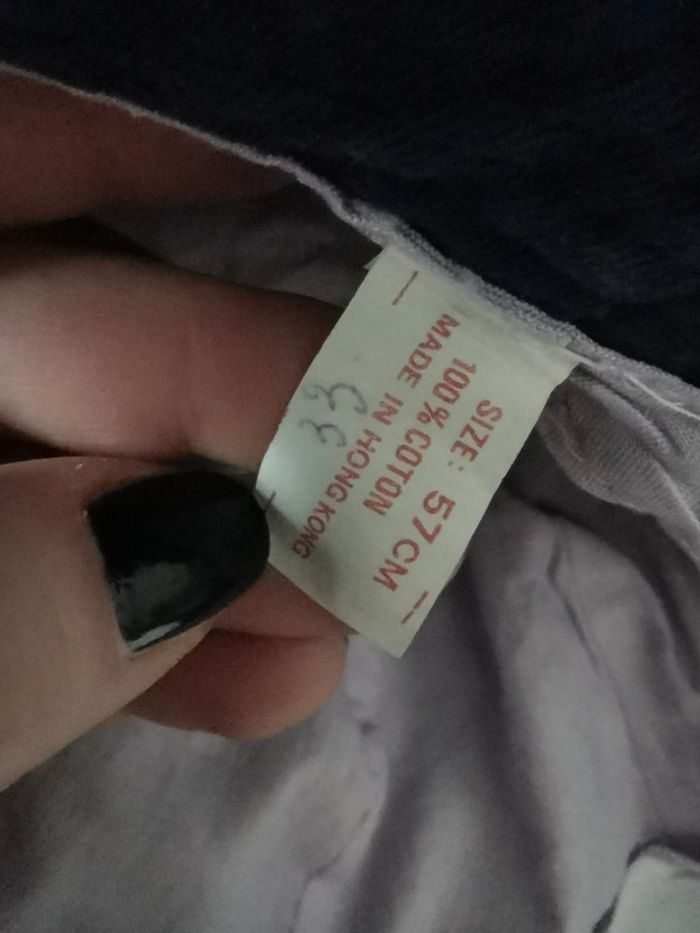 SIZE: 57CM
100% COTON
MADE IN HONG KONG
33